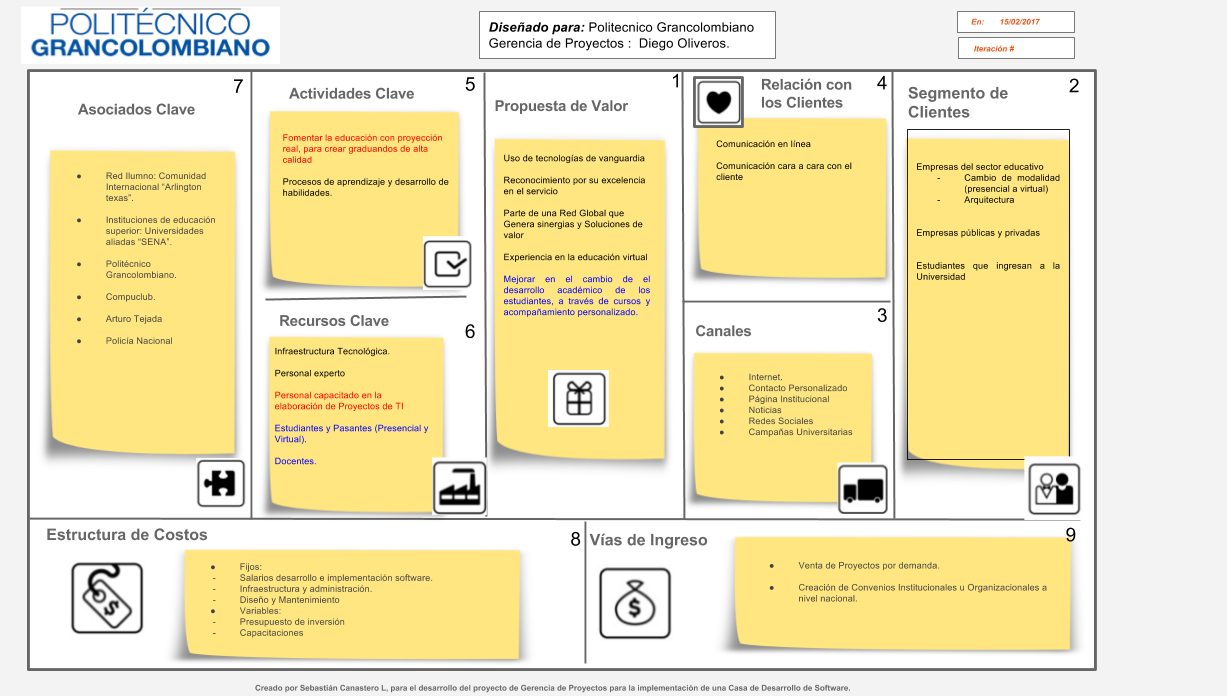 POLITÉCNICO
GRANCOLOMBIANO
Diseñado para: Politecnico Grancolombiano
Gerencia de Proyectos : Diego Oliveros.
En: 15/02/2017
Iteración #
7
Asociados Clave
● Red Ilumno: Comunidad
Internacional “Arlington
texas”.
● Instituciones de educación
superior: Universidades
aliadas “SENA”.
● Politécnico
Grancolombiano.
● Compuclub.
● Arturo Tejada
● Policía Nacional
5
Actividades Clave
Fomentar la educación con proyección
real, para crear graduandos de alta
calidad
Procesos de aprendizaje y desarrollo de
habilidades.
6
Recursos Clave
Infraestructura Tecnológica.
Personal experto
Personal capacitado en la
elaboración de Proyectos de TI
Estudiantes y Pasantes (Presencial y
Virtual).
Docentes.
1
Propuesta de Valor
Uso de tecnologías de vanguardia
Reconocimiento por su excelencia
en el servicio
Parte de una Red Global que
Genera sinergias y Soluciones de
valor
Experiencia en la educación virtual
Mejorar en el cambio de el
desarrollo académico de los
estudiantes, a través de cursos y
acompañamiento personalizado.
4
Relación con
los Clientes
Comunicación en línea
Comunicación cara a cara con el
cliente
3
Canales
● Internet.
● Contacto Personalizado
● Página Institucional
● Noticias
● Redes Sociales
● Campañas Universitarias
2
Segmento de
Clientes
Empresas del sector educativo
- Cambio de modalidad
(presencial a virtual)
- Arquitectura
Empresas públicas y privadas
Estudiantes que ingresan a la
Universidad
Estructura de Costos
8
● Fijos:
- Salarios desarrollo e implementación software.
- Infraestructura y administración.
- Diseño y Mantenimiento
● Variables:
- Presupuesto de inversión
- Capacitaciones
Vías de Ingreso
9
● Venta de Proyectos por demanda.
● Creación de Convenios Institucionales u Organizacionales a
nivel nacional.
Creado por Sebastián Canastero L, para el desarrollo del proyecto de Gerencia de Proyectos para la implementación de una Casa de Desarrollo de Software.